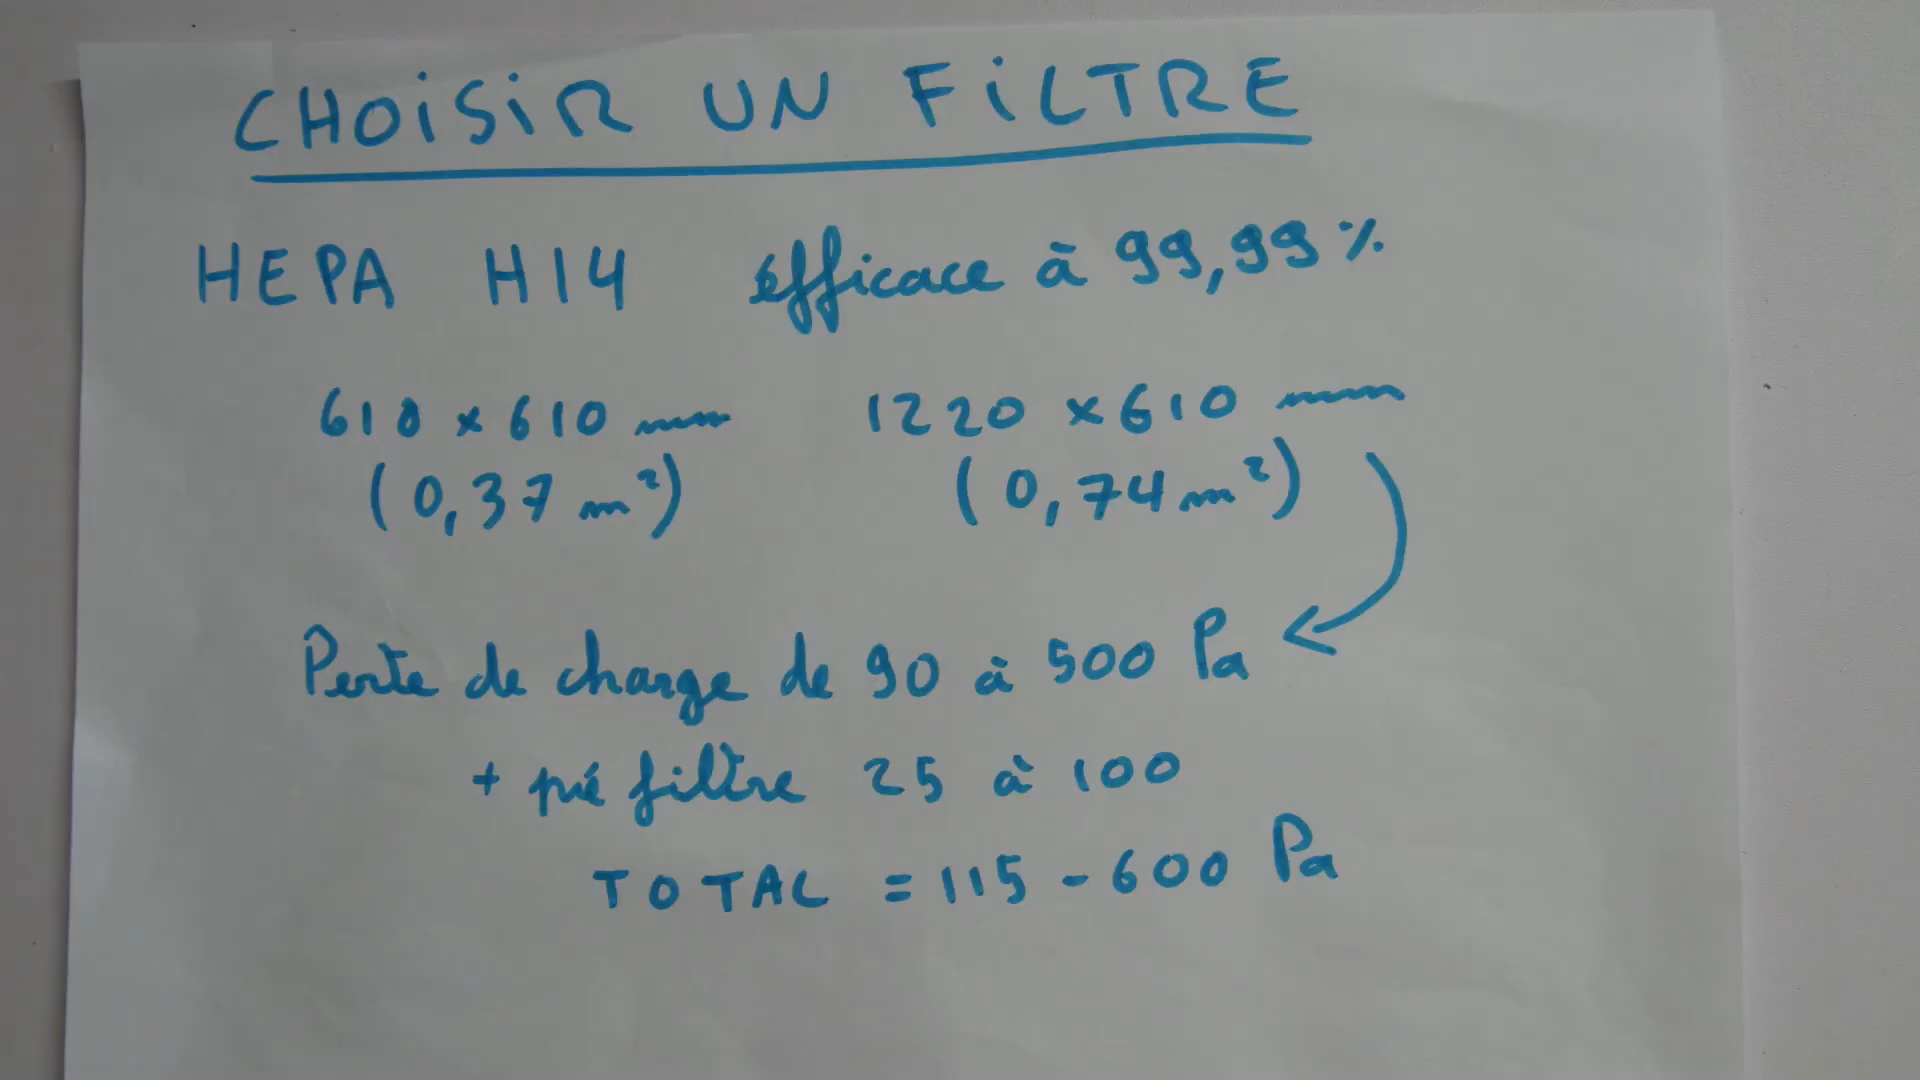 CHOiSiR UN FiLTRE
HEPA H14 éfficace à 99,99 %
610 x 610 mm 1220 x 610 mm
(0,37 m²) (0,74 m²)
Perte de charge de 90 à 500 Pa
+ pré filtre 25 à 100
TOTAL = 115 - 600 Pa